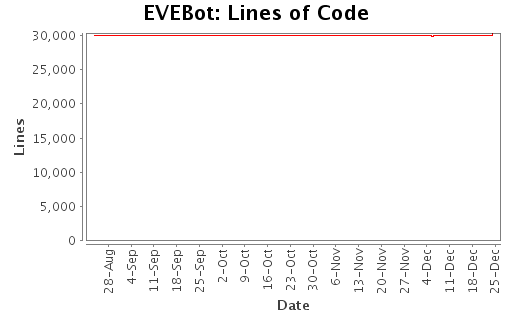 EVEBot: Lines of Code
30,000
25,000
20,000
15,000
10,000
5,000
0
Lines
28-Aug
4-Sep
11-Sep
18-Sep
25-Sep
2-Oct
9-Oct
16-Oct
23-Oct
30-Oct
6-Nov
13-Nov
20-Nov
27-Nov
4-Dec
11-Dec
18-Dec
25-Dec
Date